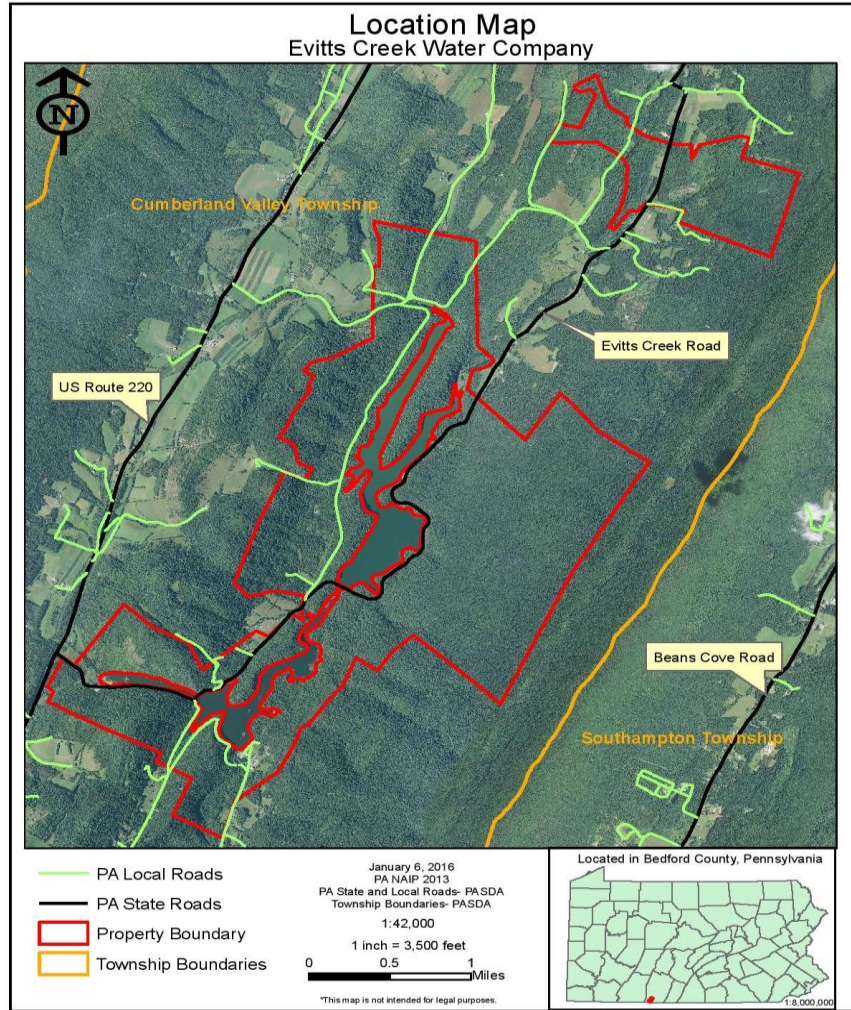 Location Map
Evitts Creek Water Company
N
Cumberland Valley Township
Evitts Creek Road
US Route 220
Beans Cove Road
Southampton Township
PA Local Roads
PA State Roads
Property Boundary
Township Boundaries
January 6, 2016
PA NAIP 2013
PA State and Local Roads- PASDA
Township Boundaries- PASDA
1:42,000
1 inch = 3,500 feet
0 0.5 1
Miles
*This map is not intended for legal purposes.
Located in Bedford County, Pennsylvania
1:8,000,000